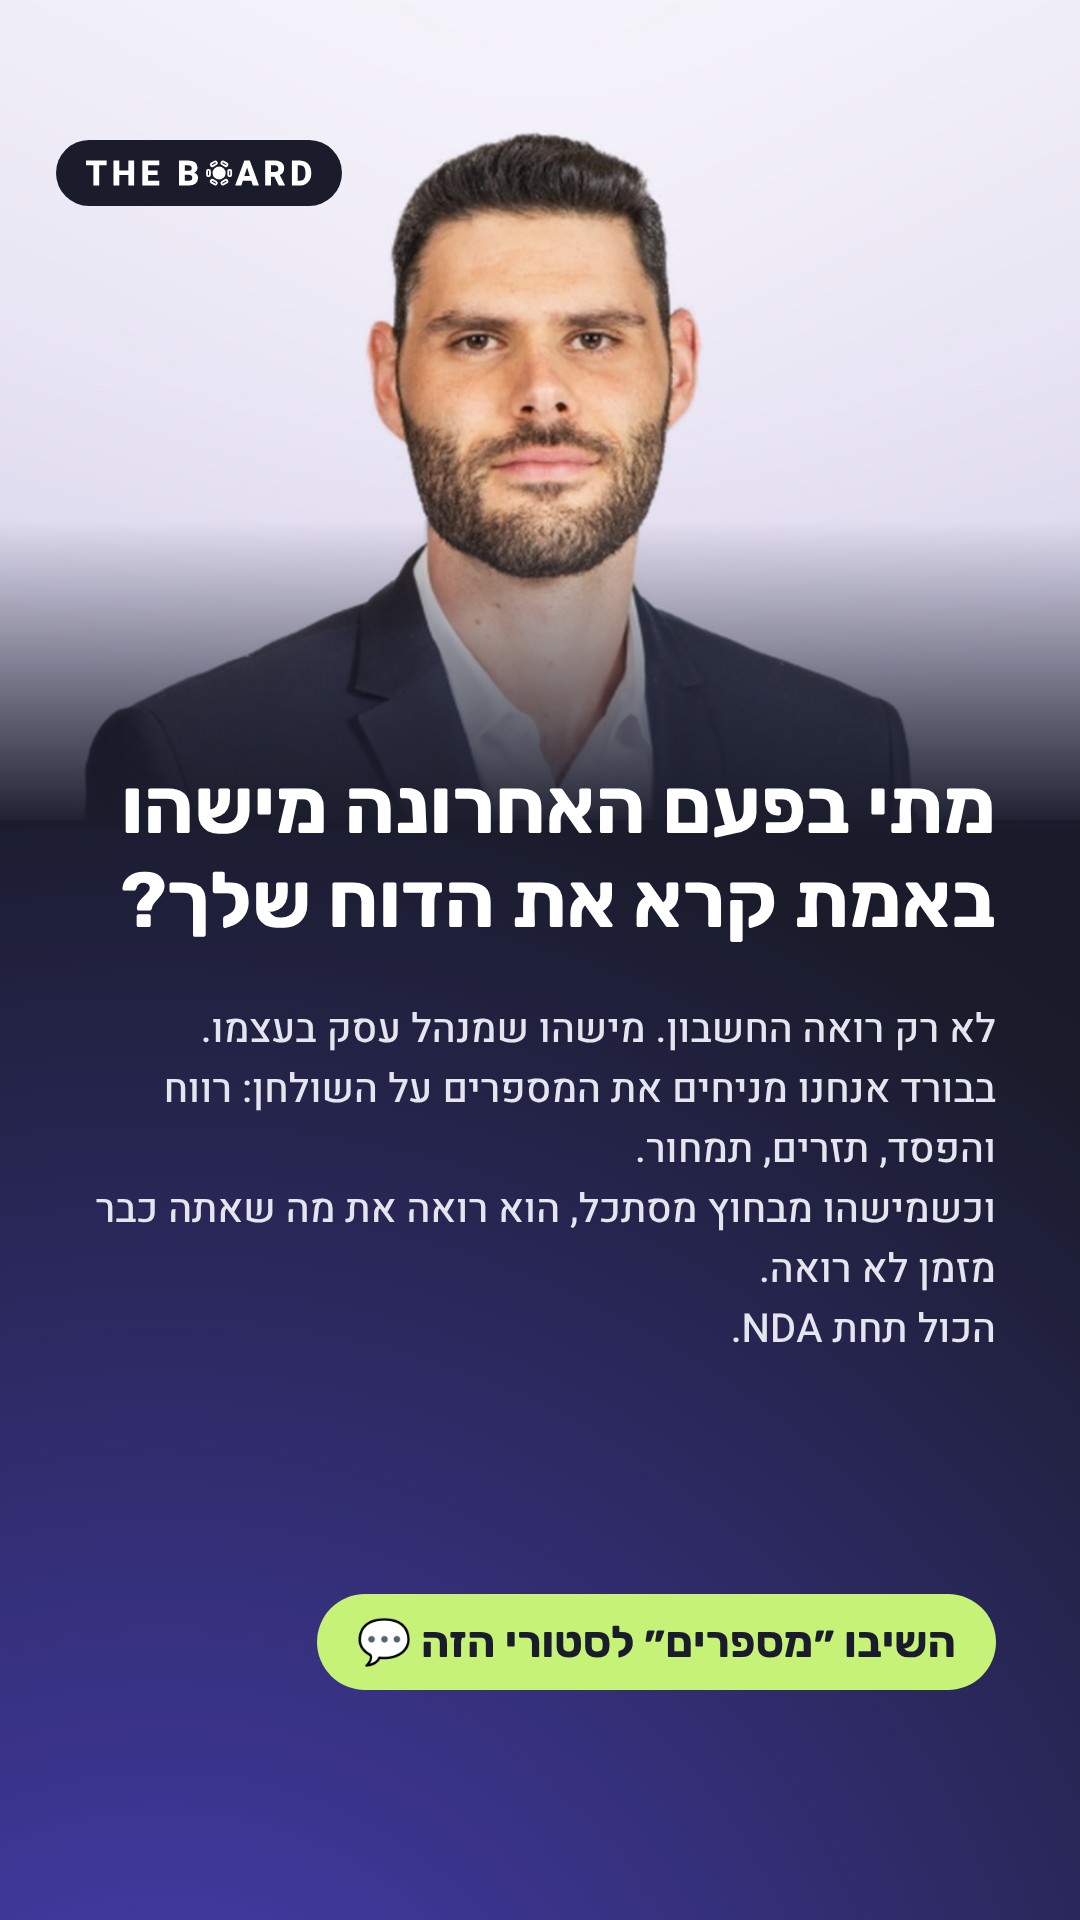 THE BOARD
מתי בפעם האחרונה מישהו
באמת קרא את הדוח שלך?
לא רק רואה החשבון. מישהו שמנהל עסק בעצמו.
בבורד אנחנו מניחים את המספרים על השולחן: רווח
והפסד, תזרים, תמחור.
וכשמישהו מבחוץ מסתכל, הוא רואה את מה שאתה כבר
מזמן לא רואה.
הכול תחת NDA.
השיבו ״מספרים״ לסטורי הזה 💬